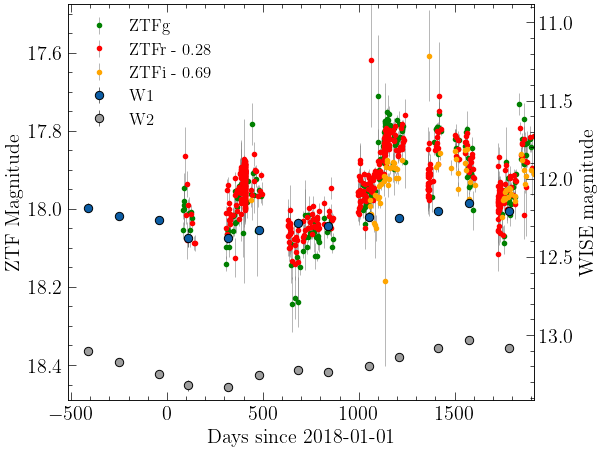 ZTFg
ZTFr - 0.28
ZTFi - 0.69
W1
W2
17.6
17.8
18.0
18.2
18.4
ZTF Magnitude
11.0
11.5
12.0
12.5
13.0
WISE magnitude
−500
0
500
1000
1500
Days since 2018-01-01